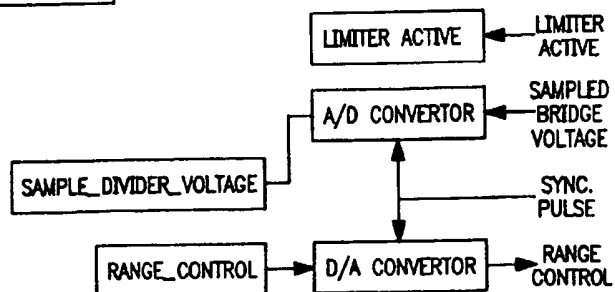 LIMITER ACTIVE
LIMITER
ACTIVE
A/D CONVERTOR
SAMPLED
BRIDGE
VOLTAGE
SAMPLE_DIVIDER_VOLTAGE
SYNC.
PULSE
RANGE_CONTROL
D/A CONVERTOR
RANGE
CONTROL